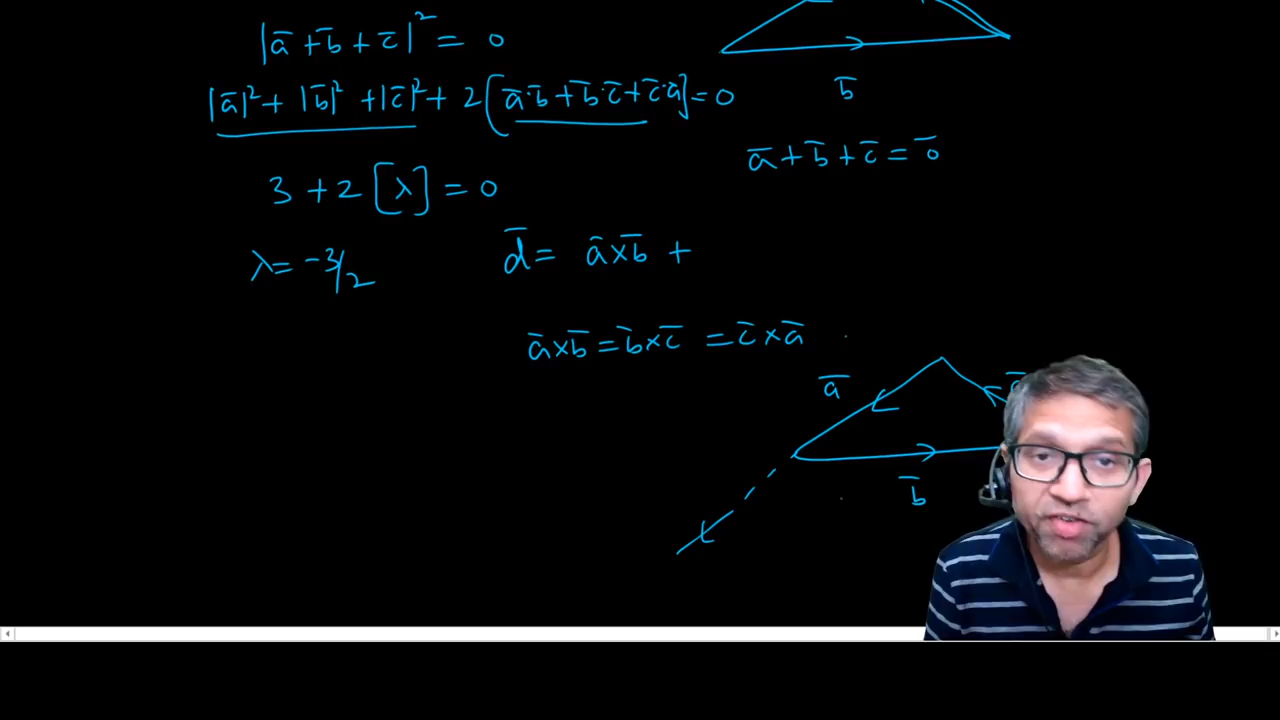 |a̅ + b̅ + c̅|² = 0
b̅
|a̅|² + |b̅|² + |c̅|² + 2[a̅·b̅ + b̅·c̅ + c̅·a̅] = 0
a̅ + b̅ + c̅ = 0̅
3 + 2[λ] = 0
λ = -3/2
d̅ = a̅×b̅ +
a̅×b̅ = b̅×c̅ = c̅×a̅
a̅
b̅